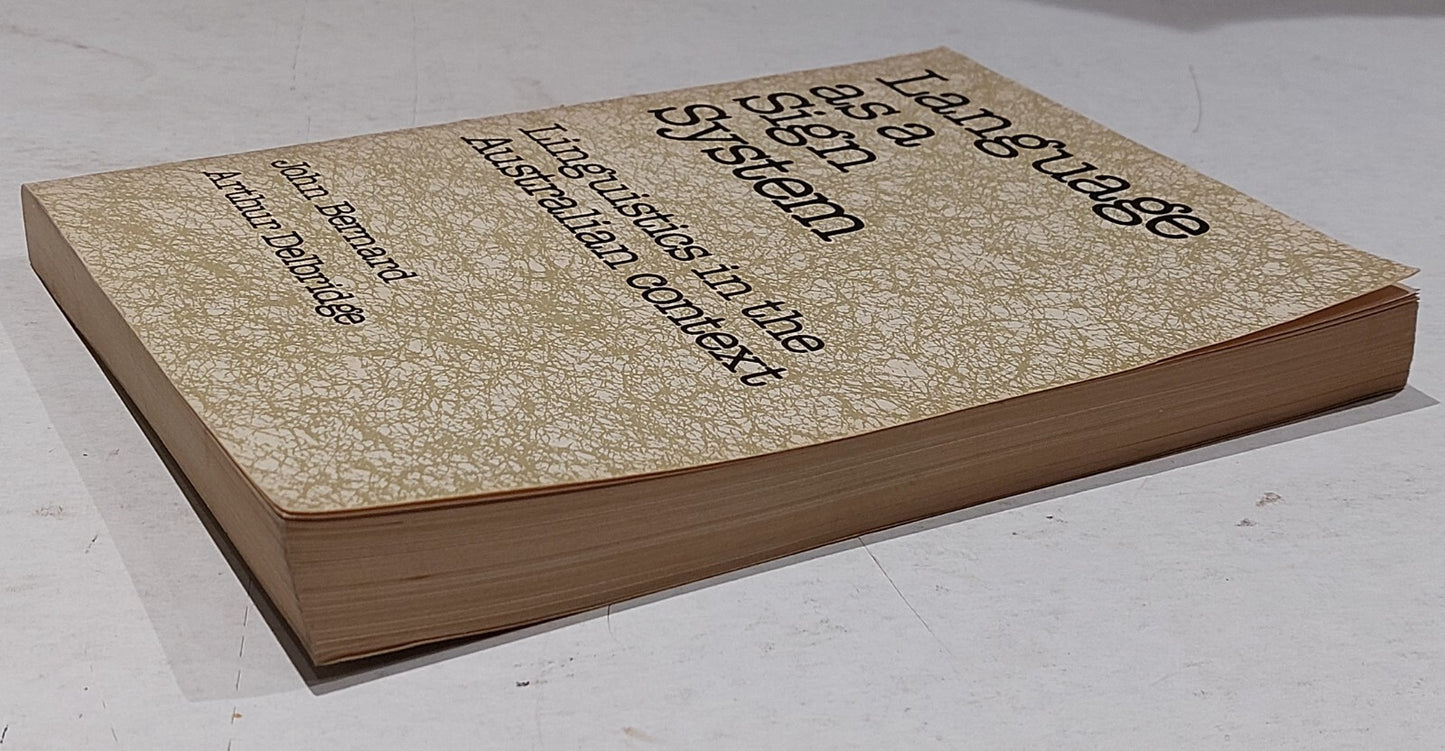 Language
as a
Sign
System
Linguistics in the
Australian context
John Bernard
Arthur Delbridge